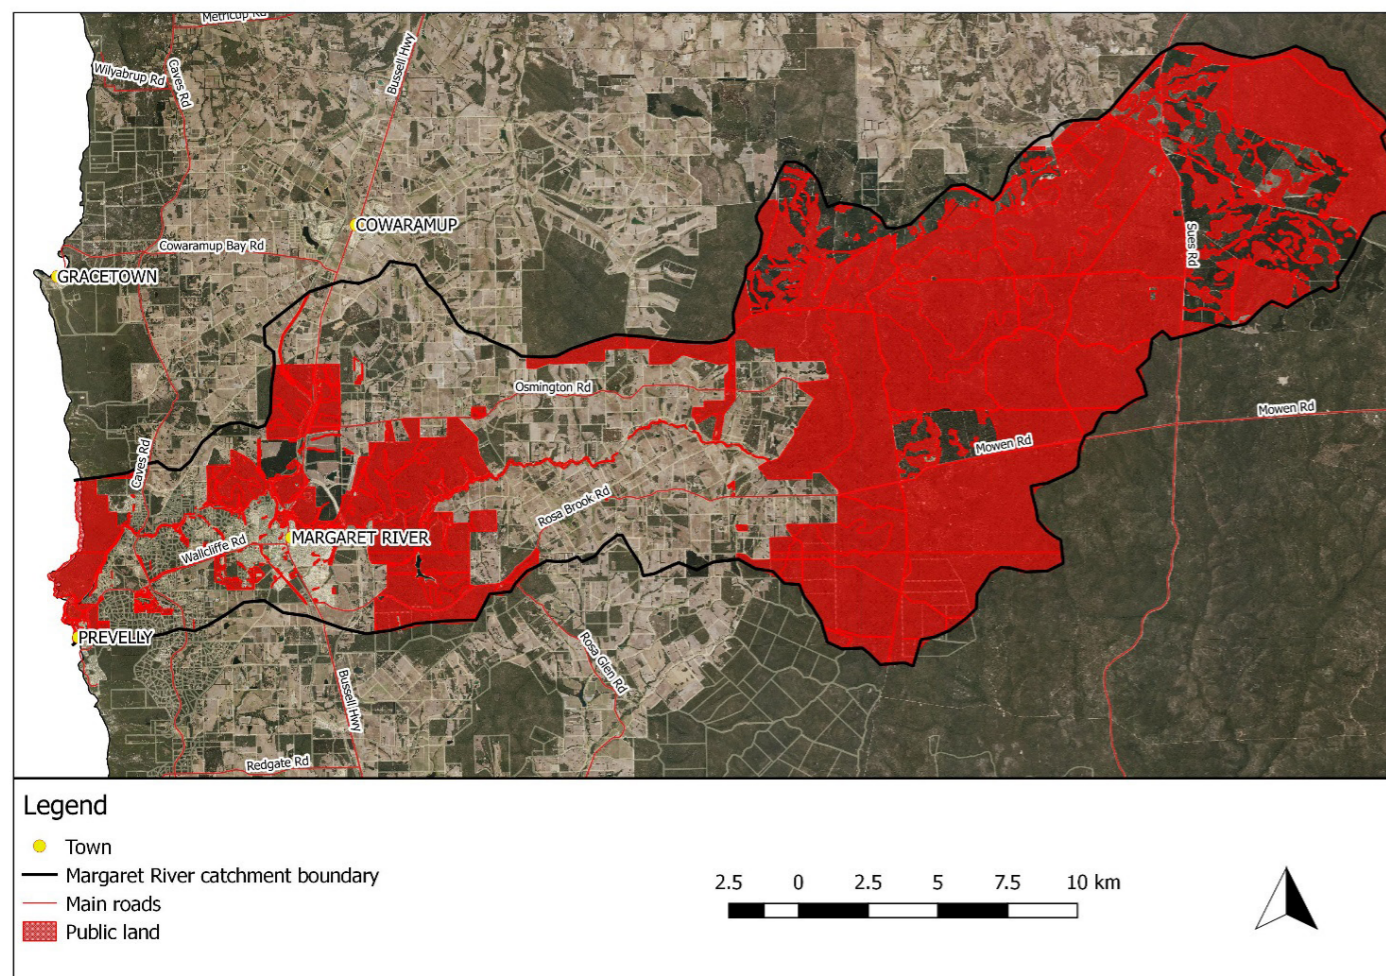 Metricup Rd
Wilyabrup Rd
Caves Rd
Bussell Hwy
COWARAMUP
Cowaramup Bay Rd
GRACETOWN
Sues Rd
Osmington Rd
Mowen Rd
Mowen Rd
Caves Rd
Rosa Brook Rd
Wallcliffe Rd
MARGARET RIVER
PREVELLY
Rosa Glen Rd
Bussell Hwy
Redgate Rd
Legend
Town
Margaret River catchment boundary
Main roads
Public land
2.5 0 2.5 5 7.5 10 km